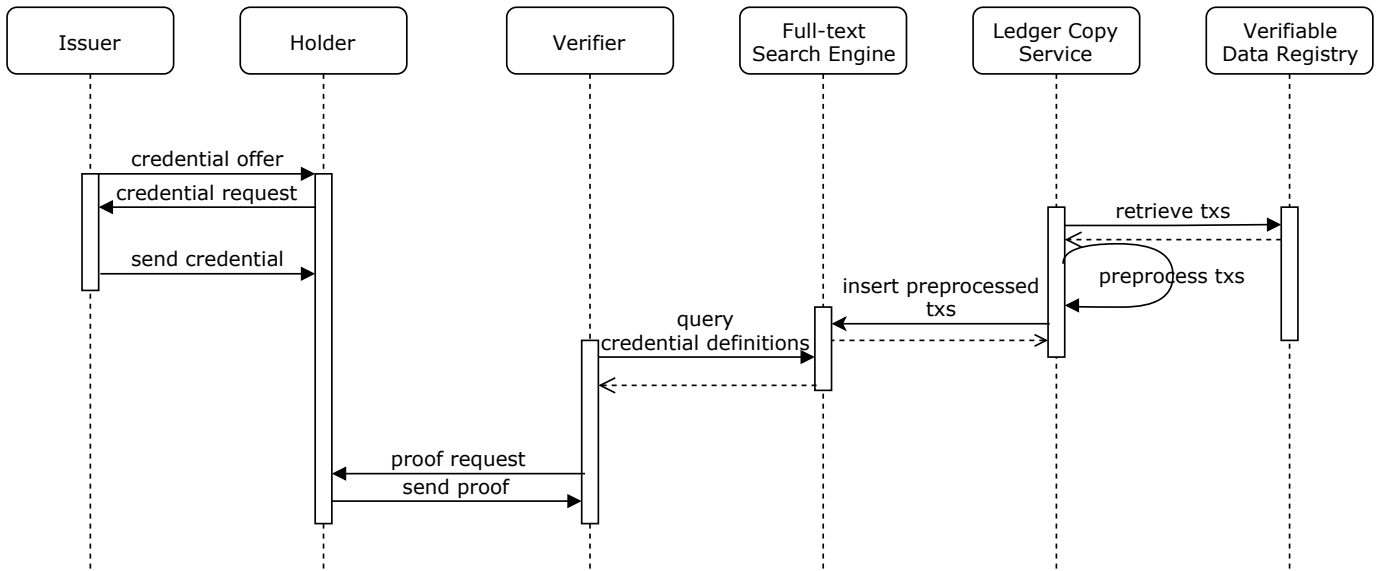 Issuer
Holder
Verifier
Full-text
Search Engine
Ledger Copy
Service
Verifiable
Data Registry
credential offer
credential request
send credential
retrieve txs
preprocess txs
insert preprocessed
txs
query
credential definitions
proof request
send proof